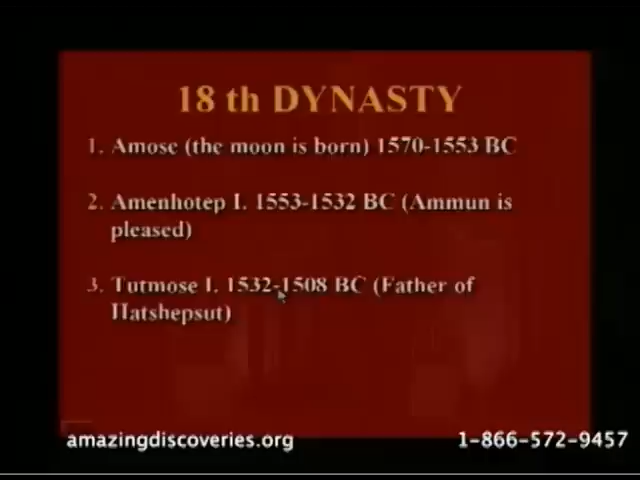 18 th DYNASTY
1. Amose (the moon is born) 1570-1553 BC
2. Amenhotep I. 1553-1532 BC (Ammun is
pleased)
3. Tutmose I. 1532-1508 BC (Father of
Hatshepsut)
amazingdiscoveries.org
1-866-572-9457